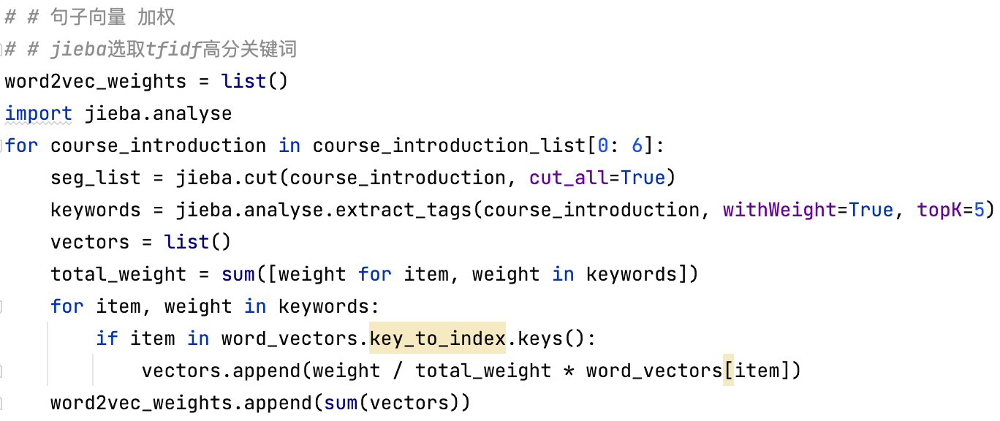 # # 句子向量 加权
# # jieba选取tfidf高分关键词
word2vec_weights = list()
import jieba.analyse
for course_introduction in course_introduction_list[0: 6]:
    seg_list = jieba.cut(course_introduction, cut_all=True)
    keywords = jieba.analyse.extract_tags(course_introduction, withWeight=True, topK=5)
    vectors = list()
    total_weight = sum([weight for item, weight in keywords])
    for item, weight in keywords:
        if item in word_vectors.key_to_index.keys():
            vectors.append(weight / total_weight * word_vectors[item])
    word2vec_weights.append(sum(vectors))